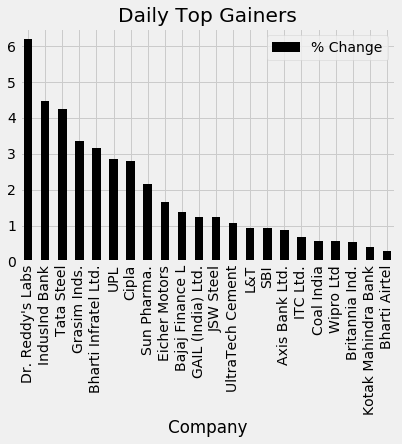 Daily Top Gainers
% Change
6
5
4
3
2
1
0
Dr. Reddy's Labs
IndusInd Bank
Tata Steel
Grasim Inds.
Bharti Infratel Ltd.
UPL
Cipla
Sun Pharma.
Eicher Motors
Bajaj Finance L
GAIL (India) Ltd.
JSW Steel
UltraTech Cement
L&T
SBI
Axis Bank Ltd.
ITC Ltd.
Coal India
Wipro Ltd
Britannia Ind.
Kotak Mahindra Bank
Bharti Airtel
Company